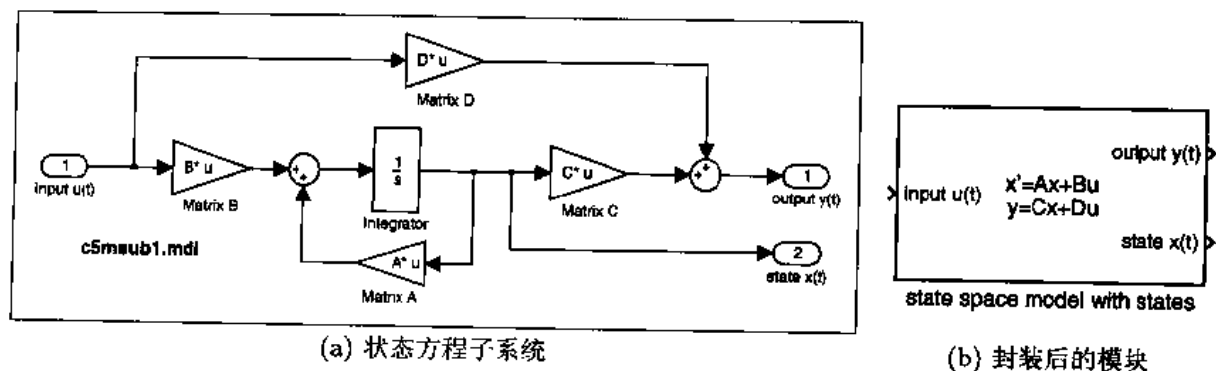 D* u
Matrix D
1
input u(t)
B* u
Matrix B
+
+
1
s
Integrator
C* u
Matrix C
+
+
1
output y(t)
c5msub1.mdl
A* u
Matrix A
2
state x(t)
(a) 状态方程子系统
input u(t)
x'=Ax+Bu
y=Cx+Du
output y(t)
state x(t)
state space model with states
(b) 封装后的模块